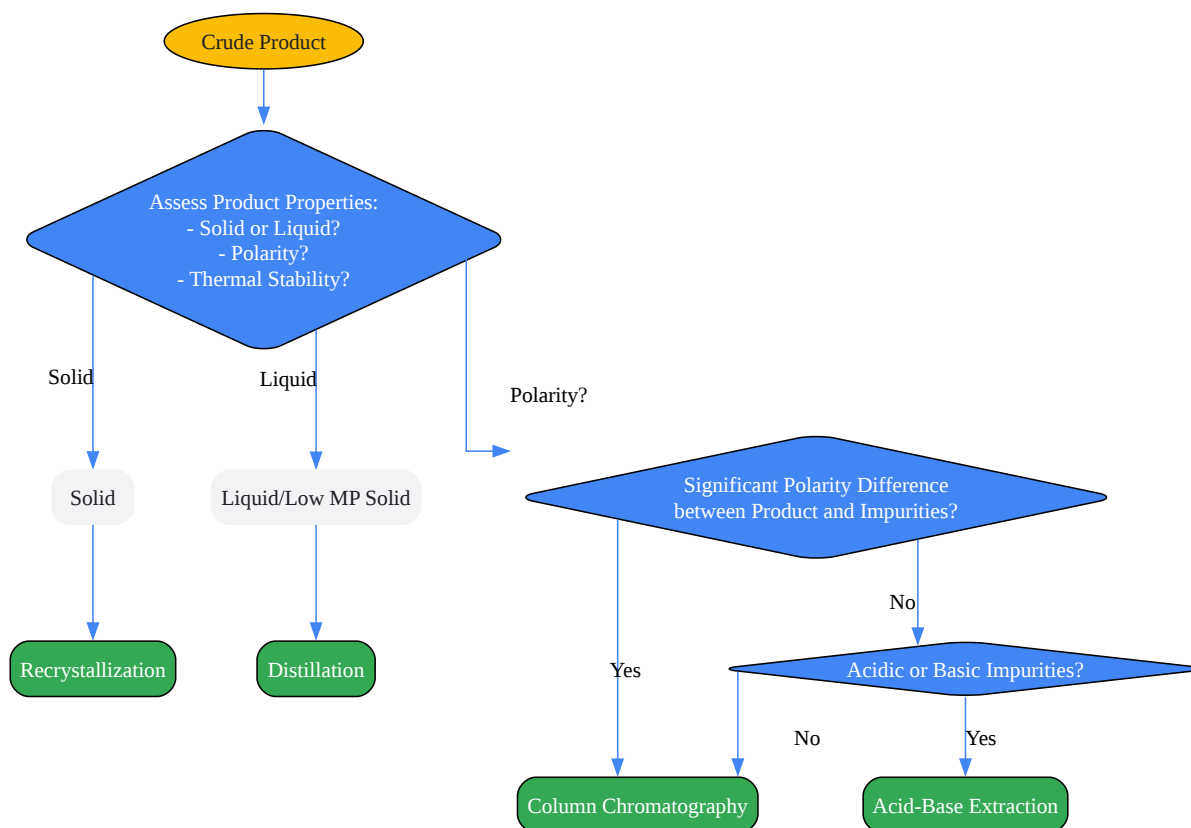 Crude Product
Assess Product Properties:
- Solid or Liquid?
- Polarity?
- Thermal Stability?
Solid
Liquid
Polarity?
Solid
Liquid/Low MP Solid
Significant Polarity Difference
between Product and Impurities?
No
Recrystallization
Distillation
Yes
Acidic or Basic Impurities?
No
Yes
Column Chromatography
Acid-Base Extraction